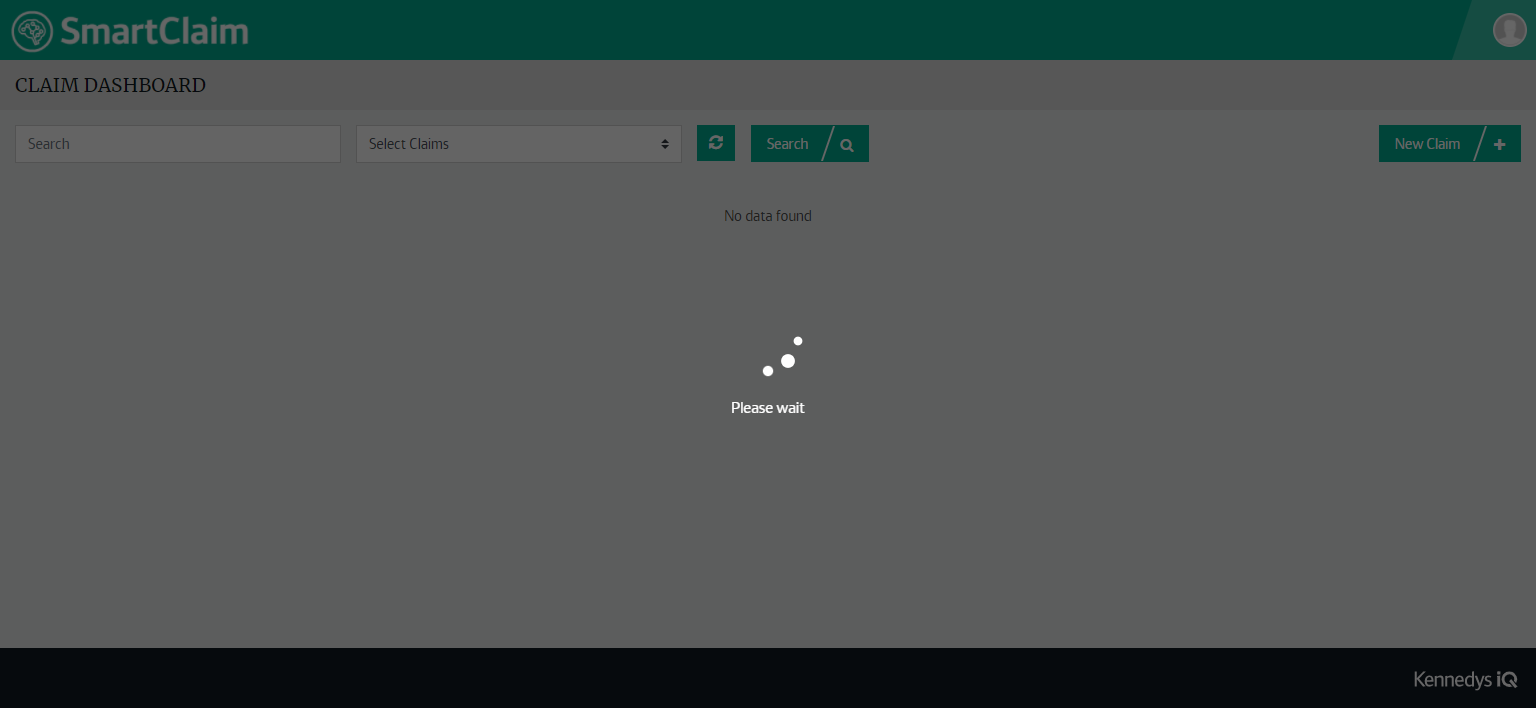 SmartClaim
CLAIM DASHBOARD
Search
Select Claims
Search
New Claim
No data found
Please wait
Kennedys iQ